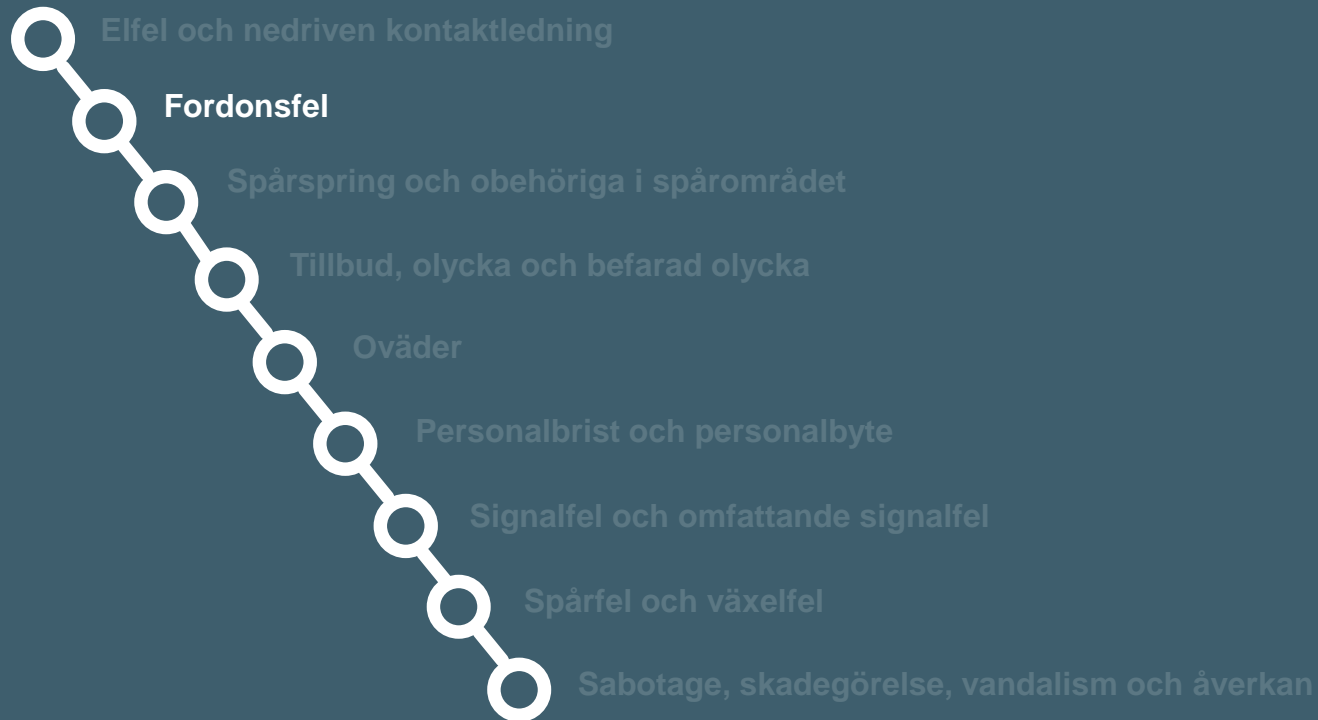 Elfel och nedriven kontaktledning
Fordonsfel
Spårspring och obehöriga i spårområdet
Tillbud, olycka och befarad olycka
Oväder
Personalbrist och personalbyte
Signalfel och omfattande signalfel
Spårfel och växelfel
Sabotage, skadegörelse, vandalism och åverkan